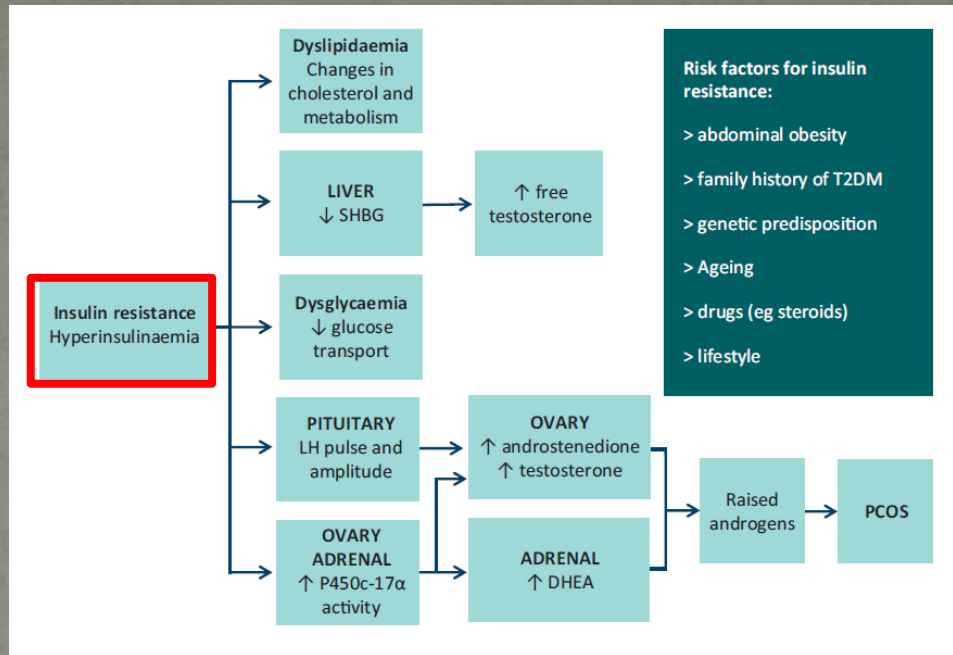 Dyslipidaemia
Changes in
cholesterol and
metabolism
LIVER
↓ SHBG
↑ free
testosterone
Insulin resistance
Hyperinsulinaemia
Dysglycaemia
↓ glucose
transport
PITUITARY
LH pulse and
amplitude
OVARY
↑ androstenedione
↑ testosterone
OVARY
ADRENAL
↑ P450c-17α
activity
ADRENAL
↑ DHEA
Raised
androgens
PCOS
Risk factors for insulin
resistance:
> abdominal obesity
> family history of T2DM
> genetic predisposition
> Ageing
> drugs (eg steroids)
> lifestyle